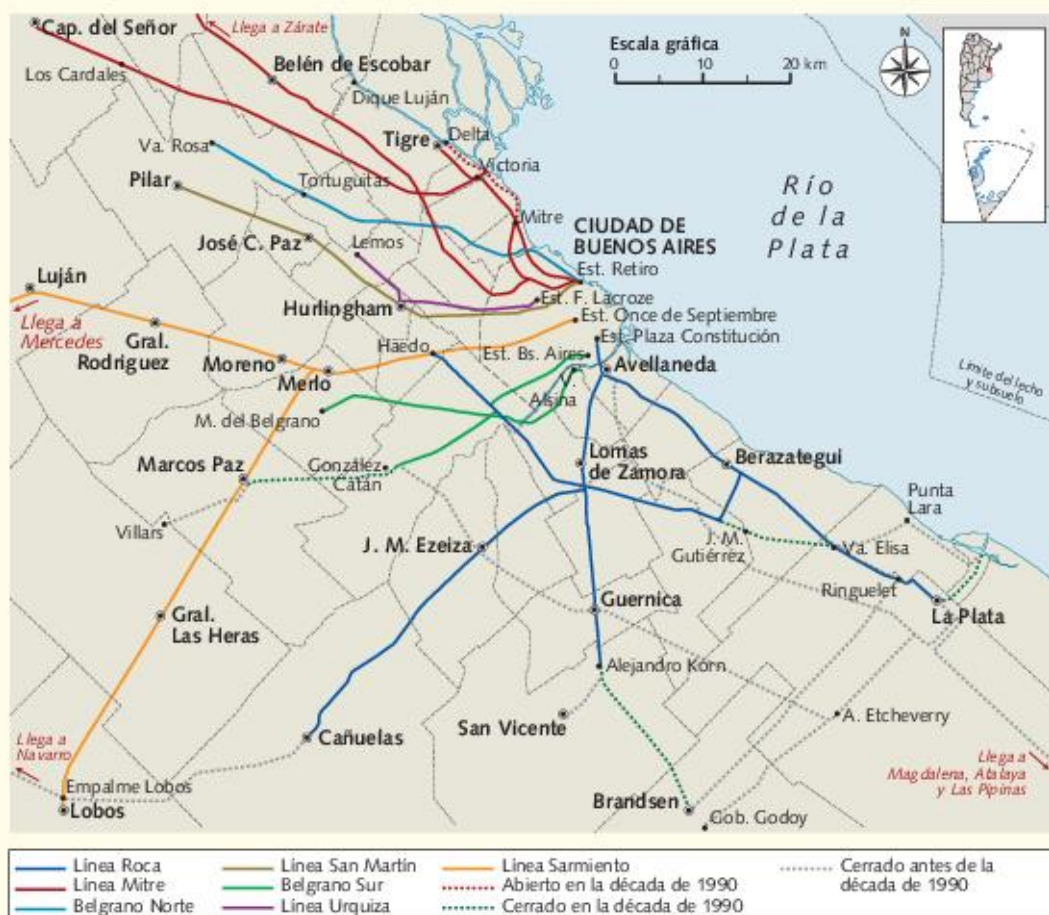 Cap. del Señor
Llega a Zárate
Los Cardales
Belén de Escobar
Dique Luján
Escala gráfica
0 10 20 km
N
Tigre
Delta
Va. Rosa
Victoria
Pilar
Tortuguitas
Mitre
Río
de la
Plata
José C. Paz
Lemos
CIUDAD DE
BUENOS AIRES
Est. Retiro
Luján
Hurlingham
Est. F. Lacroze
Llega a
Mercedes
Gral.
Rodriguez
Est. Once de Septiembre
Haedo
Est. Plaza Constitución
Moreno
Est. Bs. Aires
Avellaneda
Merlo
V.
Alsina
Límite del lecho
y subsuelo
M. del Belgrano
Marcos Paz
González
Catán
Lomas
de Zamora
Berazategui
Punta
Lara
Villars
J. M. Ezeiza
J. M.
Gutiérrez
Va. Elisa
Ringuelet
La Plata
Gral.
Las Heras
Guernica
Alejandro Korn
San Vicente
A. Etcheverry
Cañuelas
Llega a
Navarro
Llega a
Magdalena, Atalaya
y Las Pipinas
Empalme Lobos
Lobos
Brandsen
Gob. Godoy
Línea Roca
Línea San Martín
Línea Sarmiento
Cerrado antes de la
década de 1990
Línea Mitre
Belgrano Sur
Abierto en la década de 1990
Belgrano Norte
Línea Urquiza
Cerrado en la década de 1990